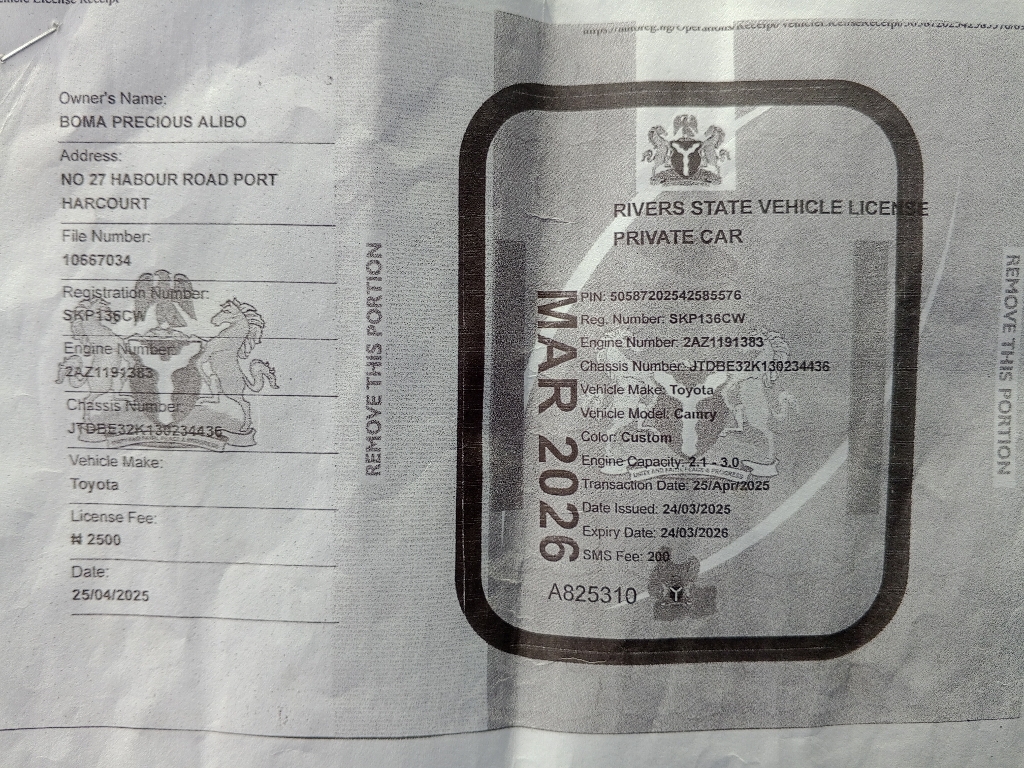 Owner's Name:
BOMA PRECIOUS ALIBO
Address:
NO 27 HABOUR ROAD PORT
HARCOURT
File Number:
10667034
Registration Number:
SKP136CW
Engine Number:
2AZ1191383
Chassis Number:
JTDBE32K130234436
Vehicle Make:
Toyota
License Fee:
₦ 2500
Date:
25/04/2025
REMOVE THIS PORTION
RIVERS STATE VEHICLE LICENSE
PRIVATE CAR
MAR 2026
PIN: 50587202542585576
Reg. Number: SKP136CW
Engine Number: 2AZ1191383
Chassis Number: JTDBE32K130234436
Vehicle Make: Toyota
Vehicle Model: Camry
Color: Custom
Engine Capacity: 2.1 - 3.0
Transaction Date: 25/Apr/2025
Date Issued: 24/03/2025
Expiry Date: 24/03/2026
SMS Fee: 200
A825310
REMOVE THIS PORTION